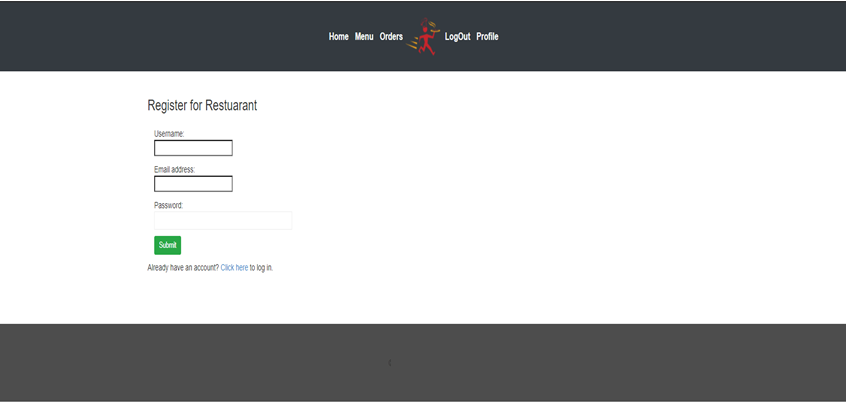 Home Menu Orders LogOut Profile
Register for Restuarant
Username:
Email address:
Password:
Submit
Already have an account? Click here to log in.